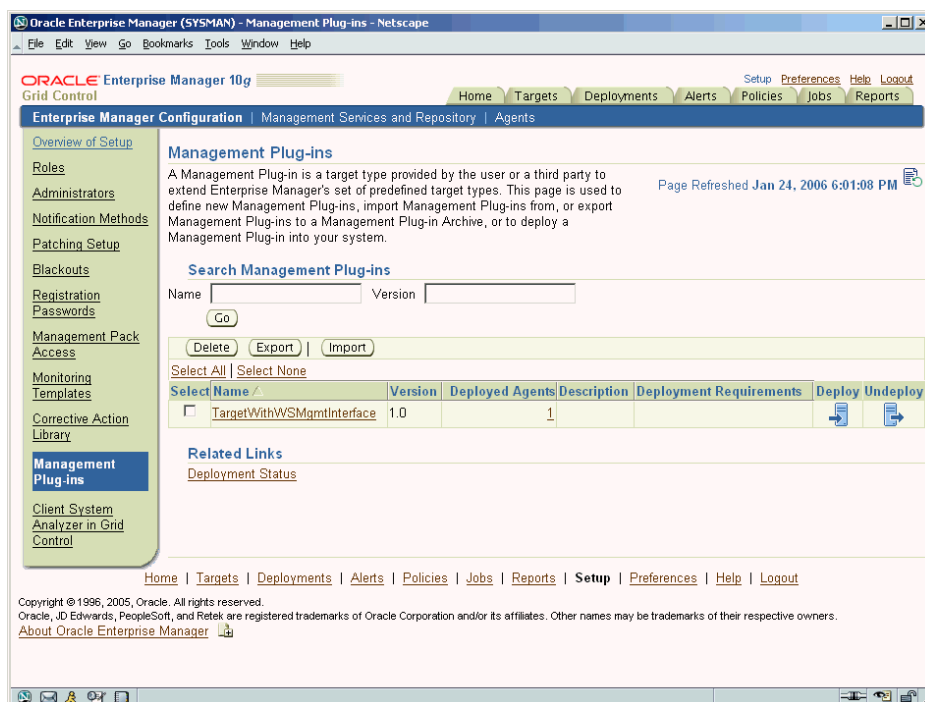 Oracle Enterprise Manager (SYSMAN) - Management Plug-ins - Netscape
File Edit View Go Bookmarks Tools Window Help
ORACLE Enterprise Manager 10g
Grid Control
Setup Preferences Help Logout
Home Targets Deployments Alerts Policies Jobs Reports
Enterprise Manager Configuration | Management Services and Repository | Agents
Overview of Setup
Roles
Administrators
Notification Methods
Patching Setup
Blackouts
Registration
Passwords
Management Pack
Access
Monitoring
Templates
Corrective Action
Library
Management
Plug-ins
Client System
Analyzer in Grid
Control
Management Plug-ins
A Management Plug-in is a target type provided by the user or a third party to
extend Enterprise Manager's set of predefined target types. This page is used to
define new Management Plug-ins, import Management Plug-ins from, or export
Management Plug-ins to a Management Plug-in Archive, or to deploy a
Management Plug-in into your system.
Page Refreshed Jan 24, 2006 6:01:08 PM
Search Management Plug-ins
Name Version
Go
Delete Export | Import
Select All | Select None
Select Name Version Deployed Agents Description Deployment Requirements Deploy Undeploy
TargetWithWSMgmtInterface 1.0 1
Related Links
Deployment Status
Home | Targets | Deployments | Alerts | Policies | Jobs | Reports | Setup | Preferences | Help | Logout
Copyright © 1996, 2005, Oracle. All rights reserved.
Oracle, JD Edwards, PeopleSoft, and Retek are registered trademarks of Oracle Corporation and/or its affiliates. Other names may be trademarks of their respective owners.
About Oracle Enterprise Manager